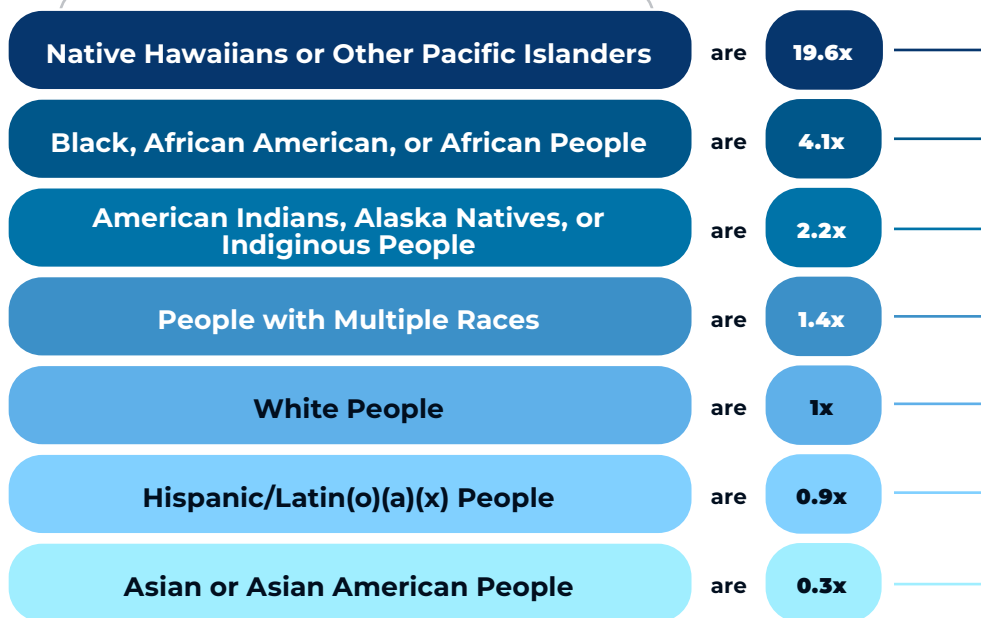 Native Hawaiians or Other Pacific Islanders are 19.6x
Black, African American, or African People are 4.1x
American Indians, Alaska Natives, or
Indiginous People are 2.2x
People with Multiple Races are 1.4x
White People are 1x
Hispanic/Latin(o)(a)(x) People are 0.9x
Asian or Asian American People are 0.3x